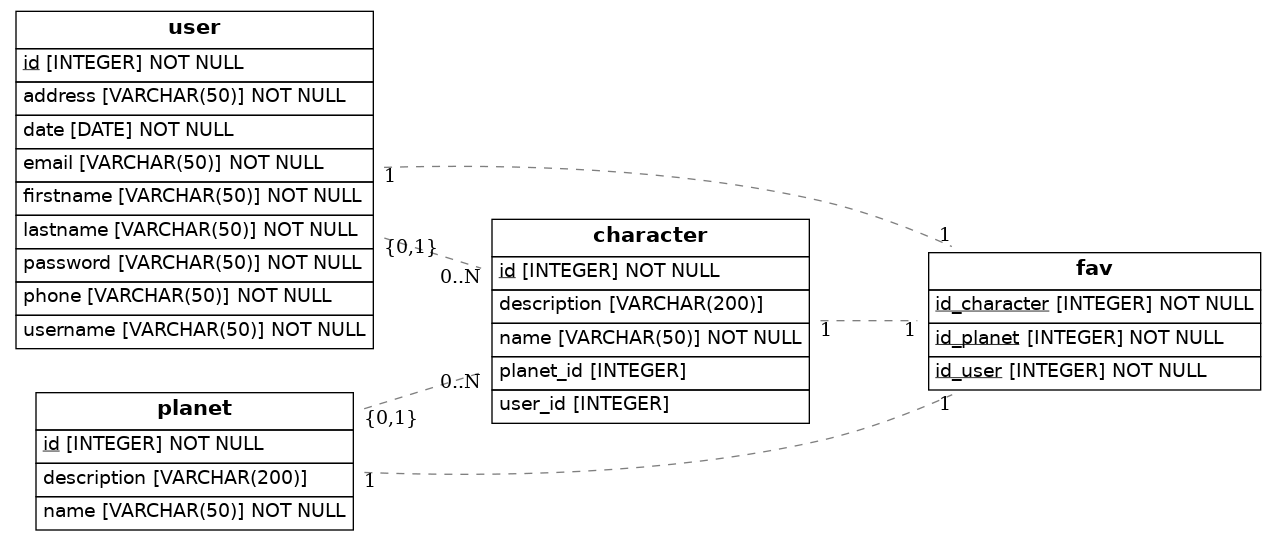 user
id [INTEGER] NOT NULL
address [VARCHAR(50)] NOT NULL
date [DATE] NOT NULL
email [VARCHAR(50)] NOT NULL
firstname [VARCHAR(50)] NOT NULL
lastname [VARCHAR(50)] NOT NULL
password [VARCHAR(50)] NOT NULL
phone [VARCHAR(50)] NOT NULL
username [VARCHAR(50)] NOT NULL
1
{0,1}
0..N
1
character
id [INTEGER] NOT NULL
description [VARCHAR(200)]
name [VARCHAR(50)] NOT NULL
planet_id [INTEGER]
user_id [INTEGER]
1
1
fav
id_character [INTEGER] NOT NULL
id_planet [INTEGER] NOT NULL
id_user [INTEGER] NOT NULL
0..N
{0,1}
1
1
planet
id [INTEGER] NOT NULL
description [VARCHAR(200)]
name [VARCHAR(50)] NOT NULL